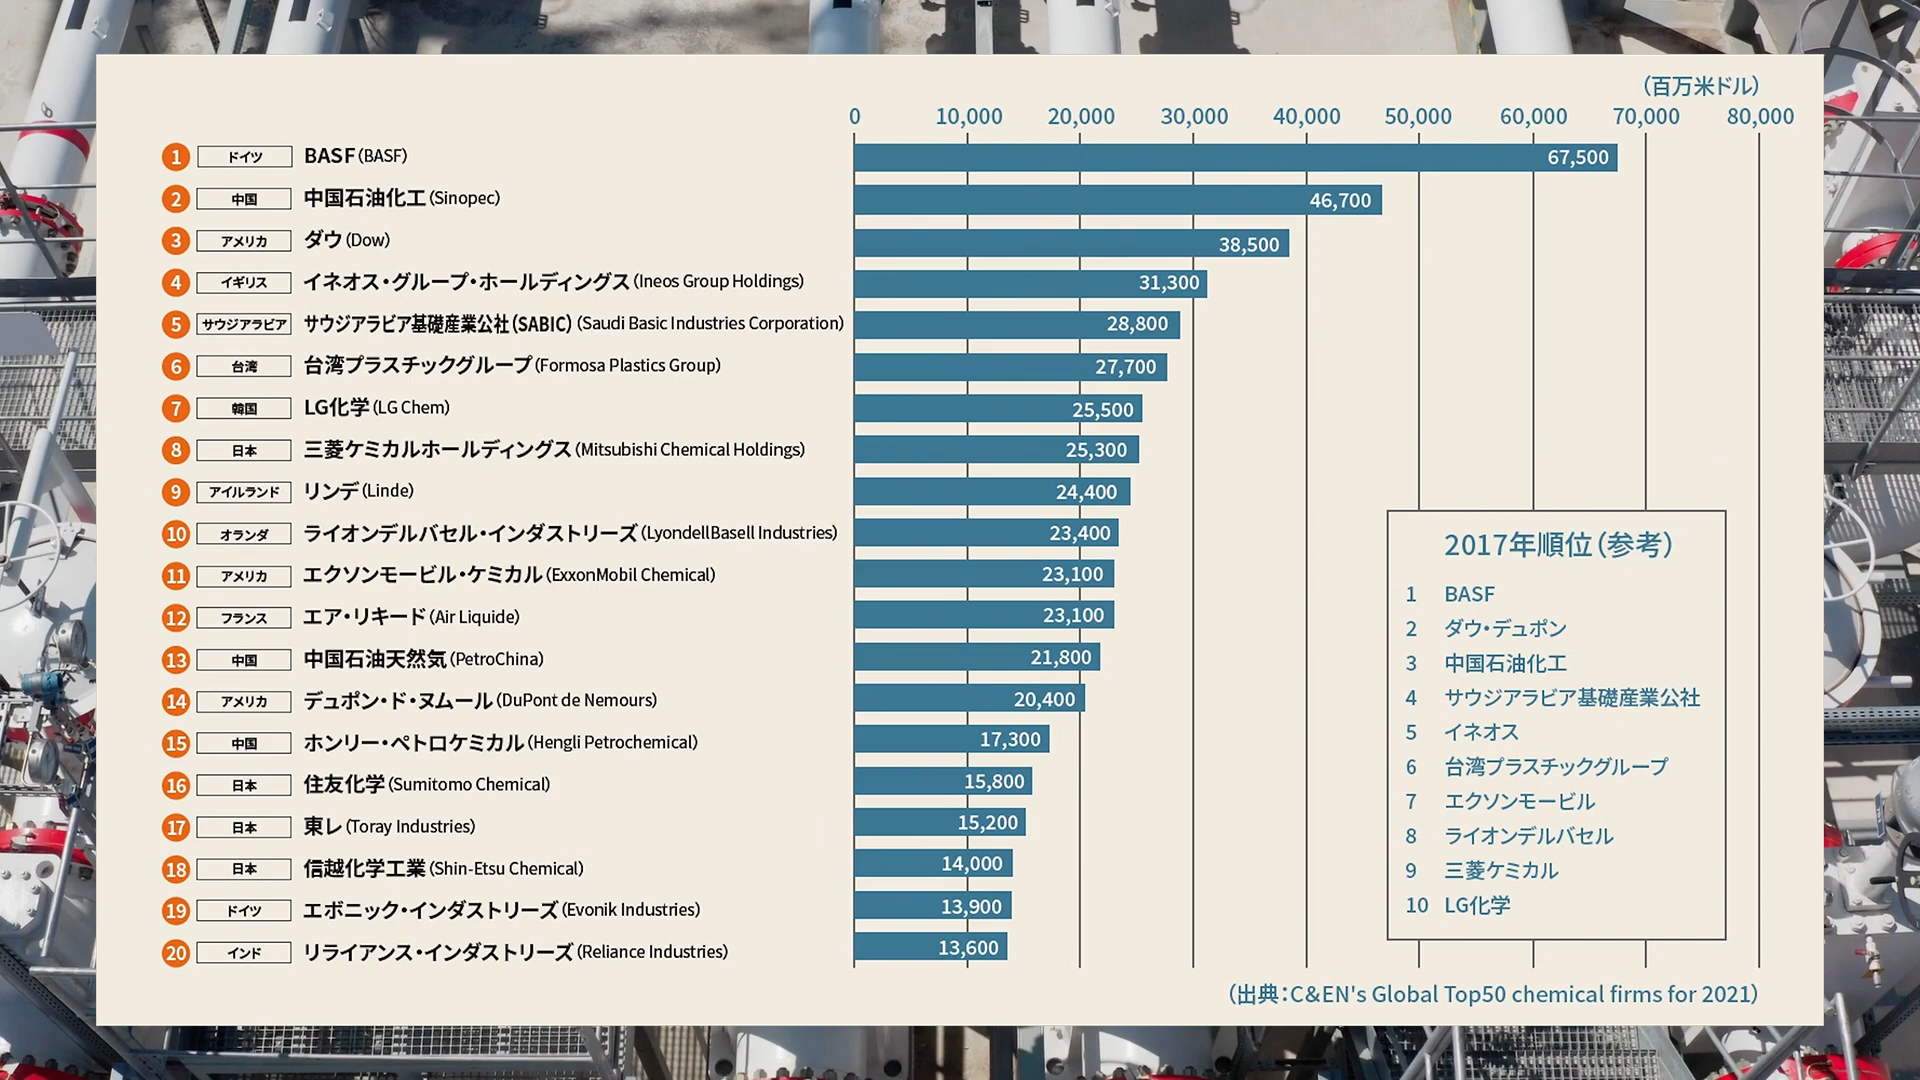 （百万米ドル）
0 10,000 20,000 30,000 40,000 50,000 60,000 70,000 80,000
1 ドイツ BASF（BASF） 67,500
2 中国 中国石油化工（Sinopec） 46,700
3 アメリカ ダウ（Dow） 38,500
4 イギリス イネオス・グループ・ホールディングス（Ineos Group Holdings） 31,300
5 サウジアラビア サウジアラビア基礎産業公社（SABIC）（Saudi Basic Industries Corporation） 28,800
6 台湾 台湾プラスチックグループ（Formosa Plastics Group） 27,700
7 韓国 LG化学（LG Chem） 25,500
8 日本 三菱ケミカルホールディングス（Mitsubishi Chemical Holdings） 25,300
9 アイルランド リンデ（Linde） 24,400
10 オランダ ライオンデルバセル・インダストリーズ（LyondellBasell Industries） 23,400
11 アメリカ エクソンモービル・ケミカル（ExxonMobil Chemical） 23,100
12 フランス エア・リキード（Air Liquide） 23,100
13 中国 中国石油天然気（PetroChina） 21,800
14 アメリカ デュポン・ド・ヌムール（DuPont de Nemours） 20,400
15 中国 ホンリー・ペトロケミカル（Hengli Petrochemical） 17,300
16 日本 住友化学（Sumitomo Chemical） 15,800
17 日本 東レ（Toray Industries） 15,200
18 日本 信越化学工業（Shin-Etsu Chemical） 14,000
19 ドイツ エボニック・インダストリーズ（Evonik Industries） 13,900
20 インド リライアンス・インダストリーズ（Reliance Industries） 13,600
2017年順位（参考）
1 BASF
2 ダウ・デュポン
3 中国石油化工
4 サウジアラビア基礎産業公社
5 イネオス
6 台湾プラスチックグループ
7 エクソンモービル
8 ライオンデルバセル
9 三菱ケミカル
10 LG化学
（出典：C&EN's Global Top50 chemical firms for 2021）